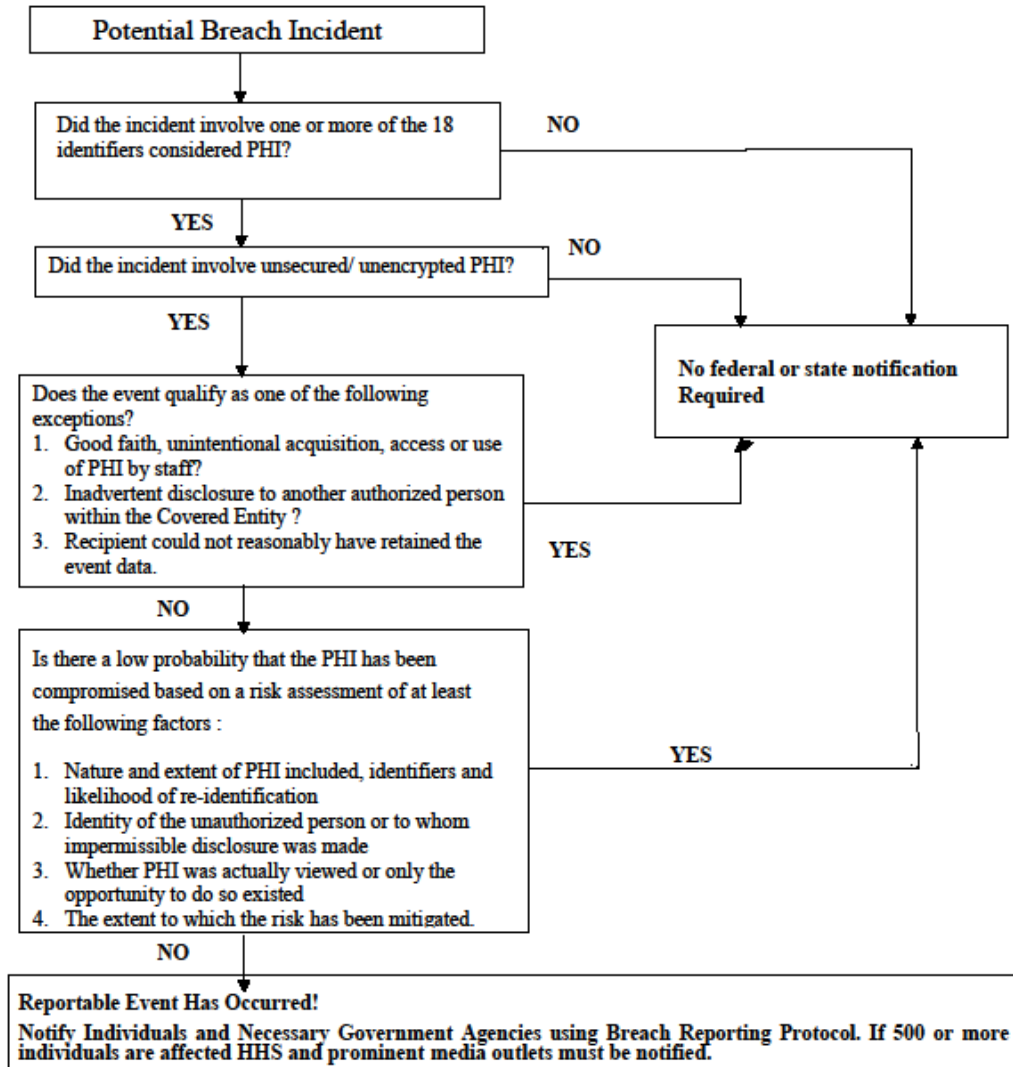 Potential Breach Incident
Did the incident involve one or more of the 18
identifiers considered PHI?
NO
YES
Did the incident involve unsecured/ unencrypted PHI?
NO
YES
No federal or state notification
Required
Does the event qualify as one of the following
exceptions?
1. Good faith, unintentional acquisition, access or use
of PHI by staff?
2. Inadvertent disclosure to another authorized person
within the Covered Entity ?
3. Recipient could not reasonably have retained the
event data.
YES
NO
Is there a low probability that the PHI has been
compromised based on a risk assessment of at least
the following factors :
1. Nature and extent of PHI included, identifiers and
likelihood of re-identification
2. Identity of the unauthorized person or to whom
impermissible disclosure was made
3. Whether PHI was actually viewed or only the
opportunity to do so existed
4. The extent to which the risk has been mitigated.
YES
NO
Reportable Event Has Occurred!
Notify Individuals and Necessary Government Agencies using Breach Reporting Protocol. If 500 or more
individuals are affected HHS and prominent media outlets must be notified.